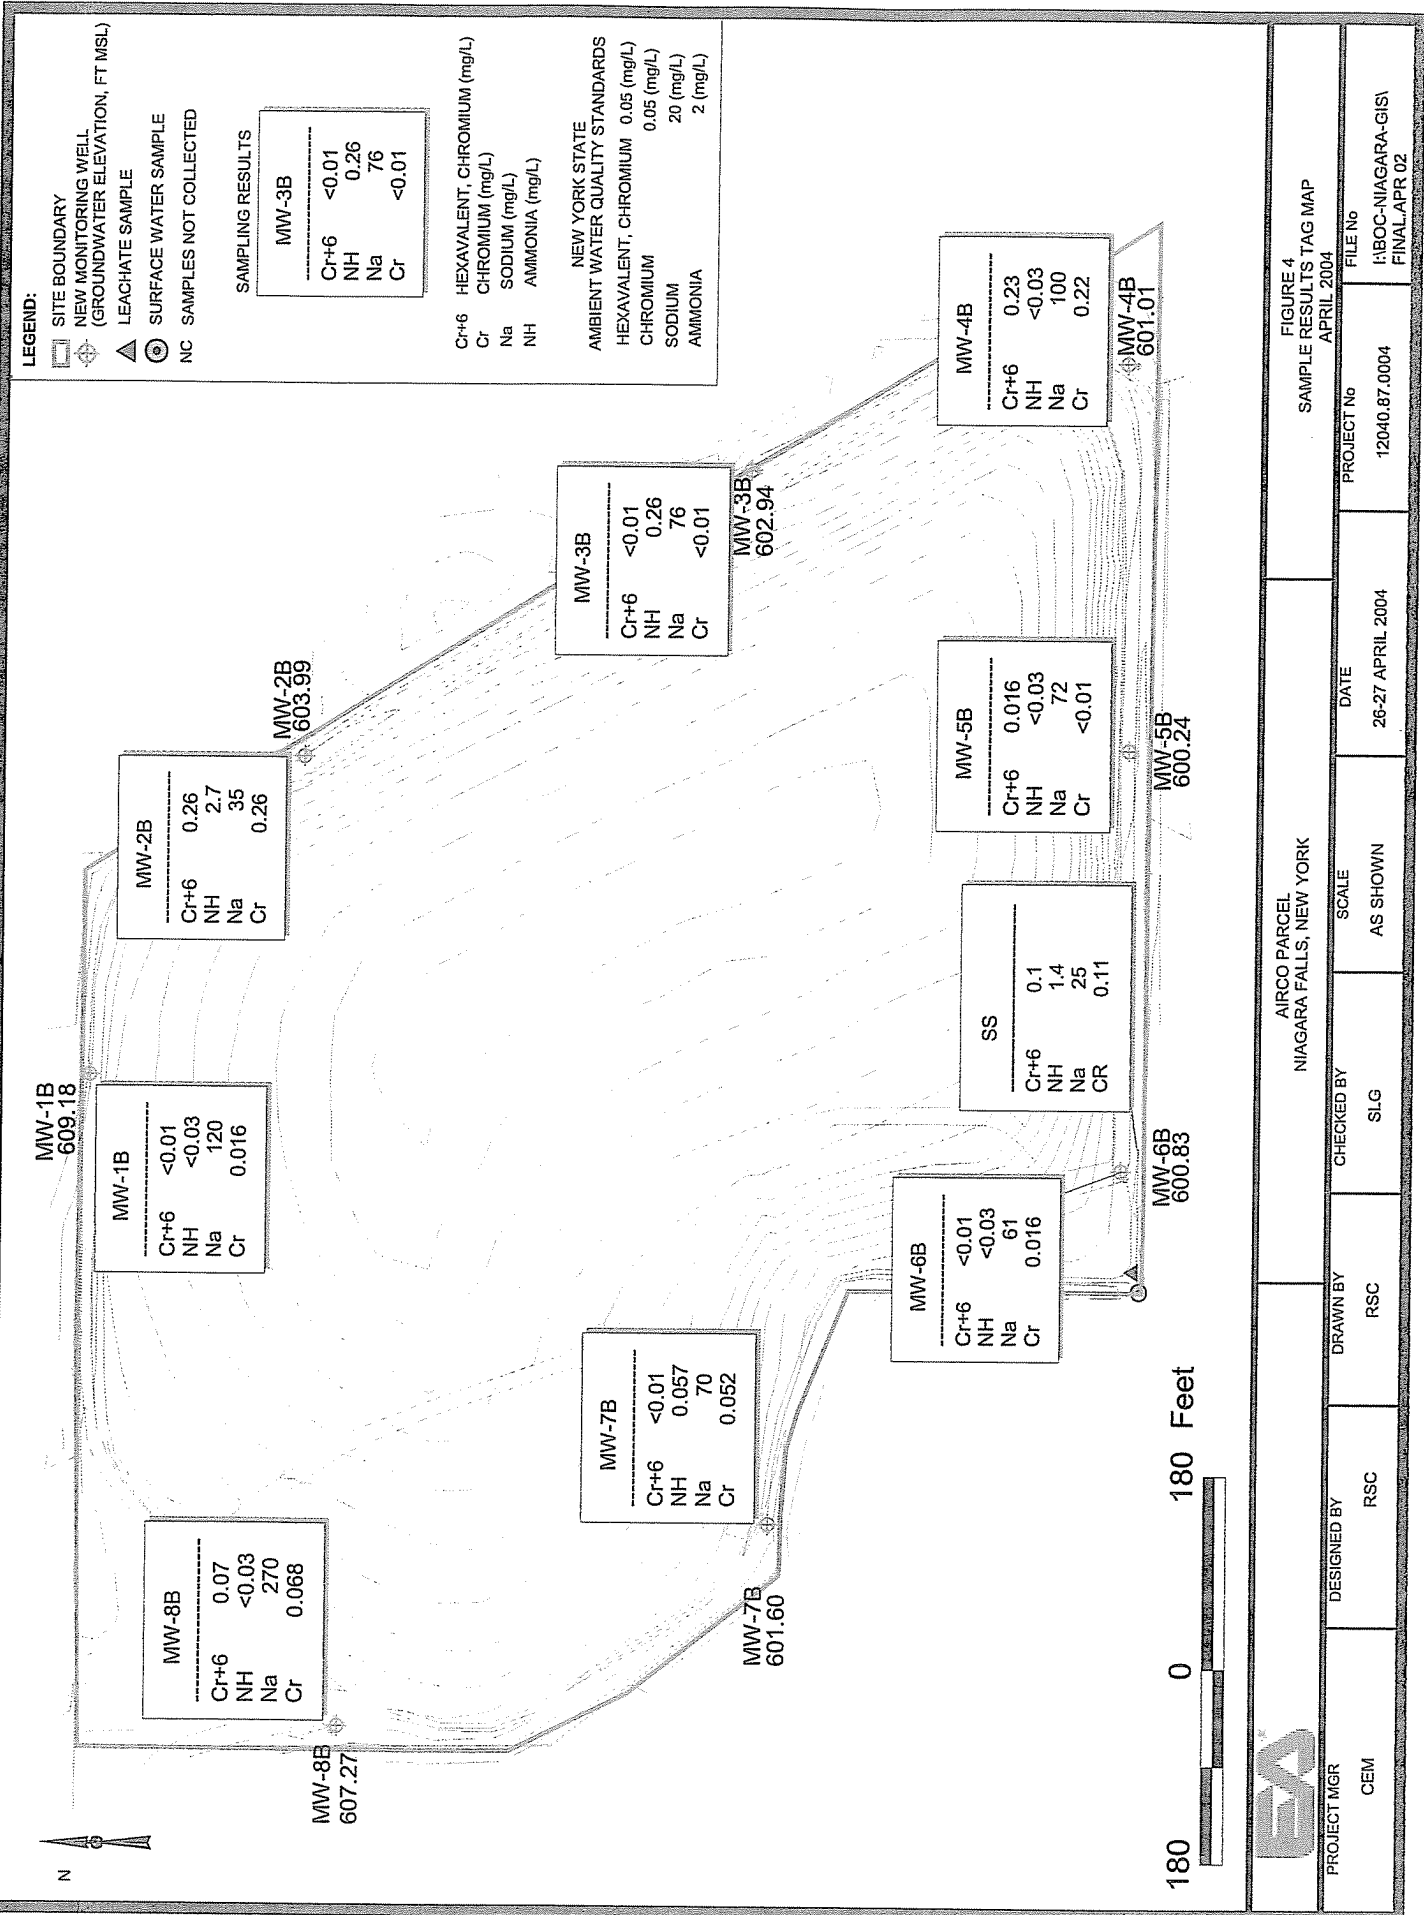 N
LEGEND:
SITE BOUNDARY
NEW MONITORING WELL
(GROUNDWATER ELEVATION, FT MSL)
LEACHATE SAMPLE
SURFACE WATER SAMPLE
NC SAMPLES NOT COLLECTED
SAMPLING RESULTS
MW-3B
Cr+6 <0.01
NH 0.26
Na 76
Cr <0.01
Cr+6 HEXAVALENT, CHROMIUM (mg/L)
Cr CHROMIUM (mg/L)
Na SODIUM (mg/L)
NH AMMONIA (mg/L)
NEW YORK STATE
AMBIENT WATER QUALITY STANDARDS
HEXAVALENT, CHROMIUM 0.05 (mg/L)
CHROMIUM 0.05 (mg/L)
SODIUM 20 (mg/L)
AMMONIA 2 (mg/L)
MW-1B
609.18
MW-1B
Cr+6 <0.01
NH <0.03
Na 120
Cr 0.016
MW-2B
Cr+6 0.26
NH 2.7
Na 35
Cr 0.26
MW-2B
603.99
MW-8B
Cr+6 0.07
NH <0.03
Na 270
Cr 0.068
MW-8B
607.27
MW-3B
Cr+6 <0.01
NH 0.26
Na 76
Cr <0.01
MW-3B
602.94
MW-7B
Cr+6 <0.01
NH 0.057
Na 70
Cr 0.052
MW-7B
601.60
MW-6B
Cr+6 <0.01
NH <0.03
Na 61
Cr 0.016
MW-6B
600.83
SS
Cr+6 0.1
NH 1.4
Na 25
CR 0.11
MW-5B
Cr+6 0.016
NH <0.03
Na 72
Cr <0.01
MW-5B
600.24
MW-4B
Cr+6 0.23
NH <0.03
Na 100
Cr 0.22
MW-4B
601.01
180 0 180 Feet
EA
AIRCO PARCEL
NIAGARA FALLS, NEW YORK
FIGURE 4
SAMPLE RESULTS TAG MAP
APRIL 2004
PROJECT MGR
CEM
DESIGNED BY
RSC
DRAWN BY
RSC
CHECKED BY
SLG
SCALE
AS SHOWN
DATE
26-27 APRIL 2004
PROJECT No
12040.87.0004
FILE No
I:\BOC-NIAGARA-GIS\
FINAL.APR 02